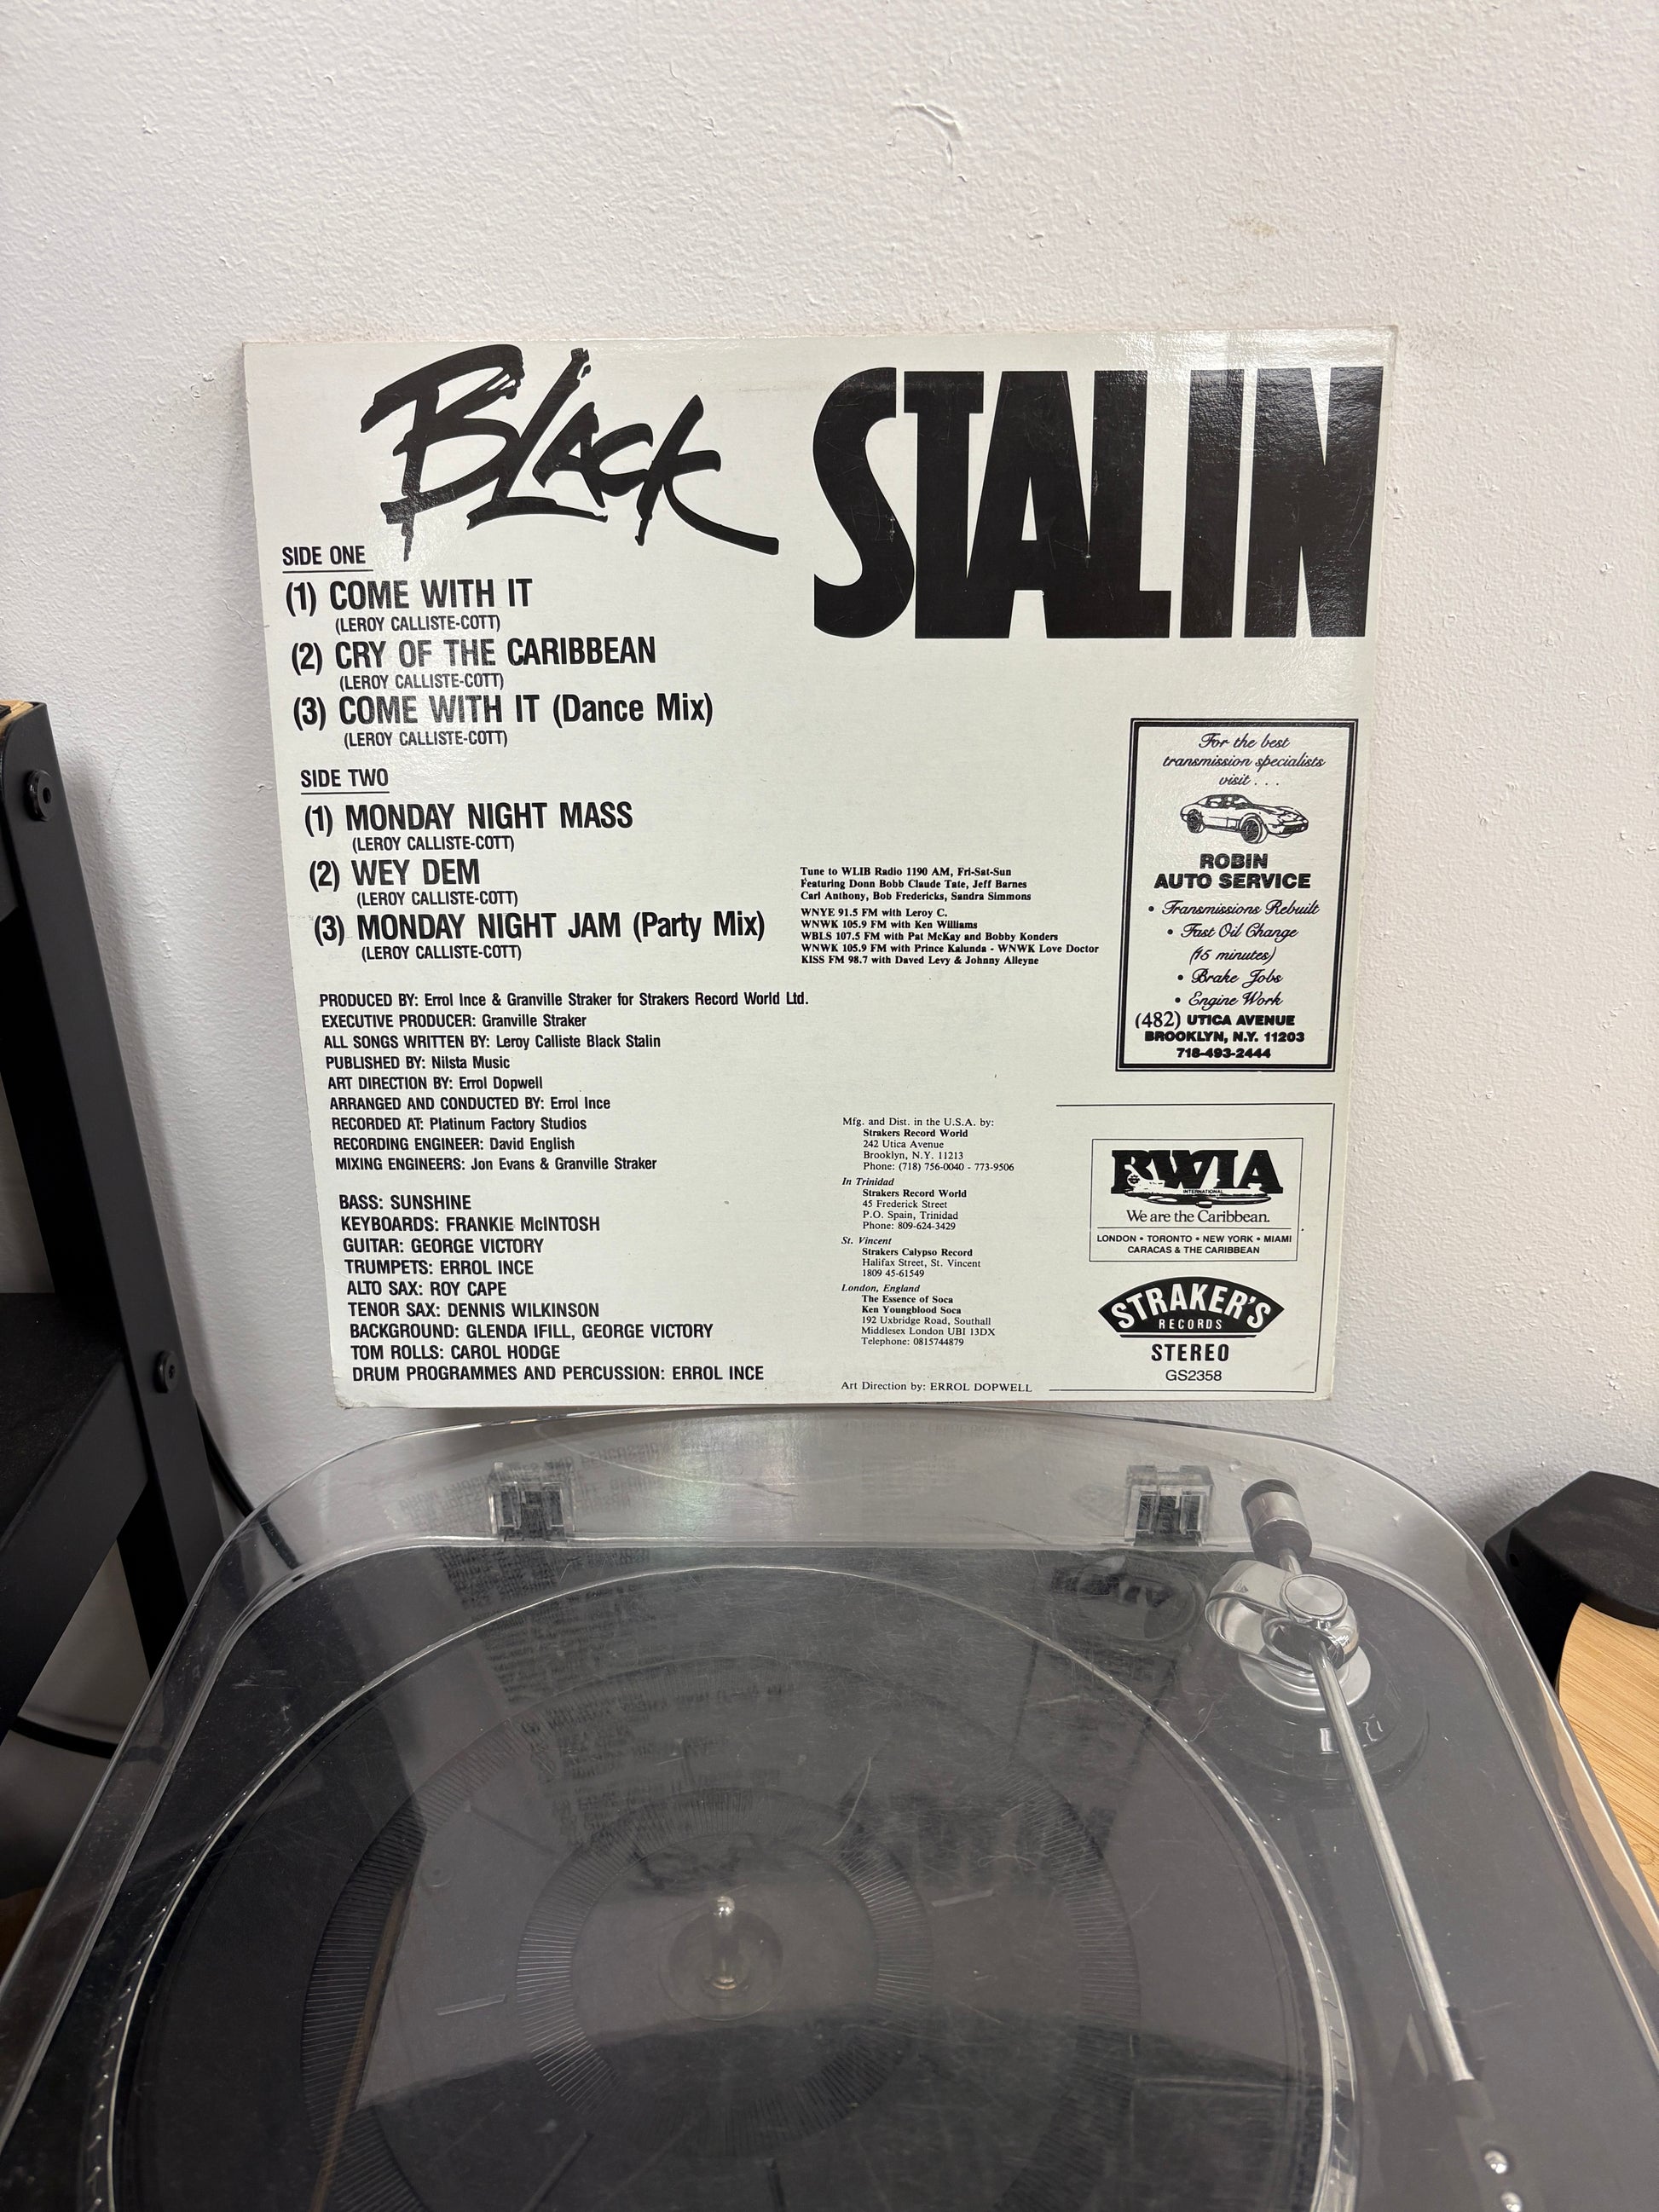 BLACK STALIN
SIDE ONE
(1) COME WITH IT
(LEROY CALLISTE-COTT)
(2) CRY OF THE CARIBBEAN
(LEROY CALLISTE-COTT)
(3) COME WITH IT (Dance Mix)
(LEROY CALLISTE-COTT)
SIDE TWO
(1) MONDAY NIGHT MASS
(LEROY CALLISTE-COTT)
(2) WEY DEM
(LEROY CALLISTE-COTT)
(3) MONDAY NIGHT JAM (Party Mix)
(LEROY CALLISTE-COTT)
PRODUCED BY: Errol Ince & Granville Straker for Strakers Record World Ltd.
EXECUTIVE PRODUCER: Granville Straker
ALL SONGS WRITTEN BY: Leroy Calliste Black Stalin
PUBLISHED BY: Nilsta Music
ART DIRECTION BY: Errol Dopwell
ARRANGED AND CONDUCTED BY: Errol Ince
RECORDED AT: Platinum Factory Studios
RECORDING ENGINEER: David English
MIXING ENGINEERS: Jon Evans & Granville Straker
BASS: SUNSHINE
KEYBOARDS: FRANKIE McINTOSH
GUITAR: GEORGE VICTORY
TRUMPETS: ERROL INCE
ALTO SAX: ROY CAPE
TENOR SAX: DENNIS WILKINSON
BACKGROUND: GLENDA IFILL, GEORGE VICTORY
TOM ROLLS: CAROL HODGE
DRUM PROGRAMMES AND PERCUSSION: ERROL INCE
Tune to WLIB Radio 1190 AM, Fri-Sat-Sun
Featuring Donn Bobb Claude Tate, Jeff Barnes
Carl Anthony, Bob Fredericks, Sandra Simmons
WNYE 91.5 FM with Leroy C.
WNWK 105.9 FM with Ken Williams
WBLS 107.5 FM with Pat McKay and Bobby Konders
WNWK 105.9 FM with Prince Kalunda - WNWK Love Doctor
KISS FM 98.7 with Daved Levy & Johnny Alleyne
Mfg. and Dist. in the U.S.A. by:
Strakers Record World
242 Utica Avenue
Brooklyn, N.Y. 11213
Phone: (718) 756-0040 - 773-9506
In Trinidad
Strakers Record World
45 Frederick Street
P.O. Spain, Trinidad
Phone: 809-624-3429
St. Vincent
Strakers Calypso Record
Halifax Street, St. Vincent
1809 45-61549
London, England
The Essence of Soca
Ken Youngblood Soca
192 Uxbridge Road, Southall
Middlesex London UB1 13DX
Telephone: 0815744879
Art Direction by: ERROL DOPWELL
For the best
transmission specialists
visit . . .
ROBIN
AUTO SERVICE
• Transmissions Rebuilt
• Fast Oil Change
(15 minutes)
• Brake Jobs
• Engine Work
(482) UTICA AVENUE
BROOKLYN, N.Y. 11203
718-493-2444
BWIA
INTERNATIONAL
We are the Caribbean.
LONDON • TORONTO • NEW YORK • MIAMI
CARACAS & THE CARIBBEAN
STRAKER'S
RECORDS
STEREO
GS2358